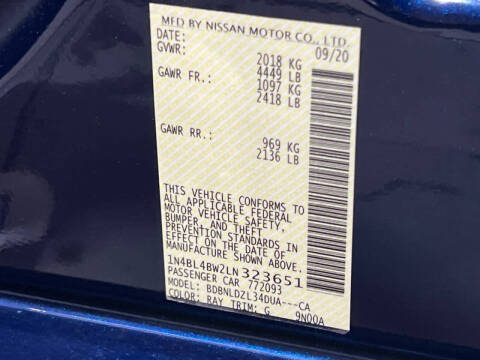 MFD BY NISSAN MOTOR CO., LTD.
DATE: 09/20
GVWR: 2018 KG
4449 LB
GAWR FR.: 1097 KG
2418 LB
GAWR RR.: 969 KG
2136 LB
THIS VEHICLE CONFORMS TO
ALL APPLICABLE FEDERAL
MOTOR VEHICLE SAFETY,
BUMPER, AND THEFT
PREVENTION STANDARDS IN
EFFECT ON THE DATE OF
MANUFACTURE SHOWN ABOVE.
1N4BL4BW2LN323651
PASSENGER CAR 772093
MODEL: BDBNLDZL34DUA---CA
COLOR: RAY TRIM: G 9N00A